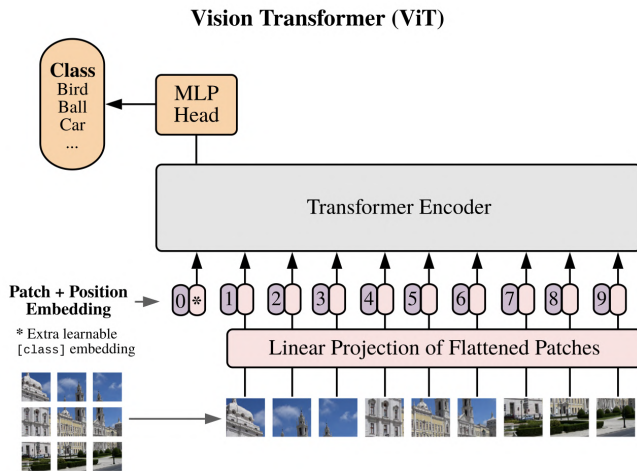 Vision Transformer (ViT)
Class
Bird
Ball
Car
...
MLP
Head
Transformer Encoder
Patch + Position
Embedding
0 * 1 2 3 4 5 6 7 8 9
* Extra learnable
[class] embedding
Linear Projection of Flattened Patches